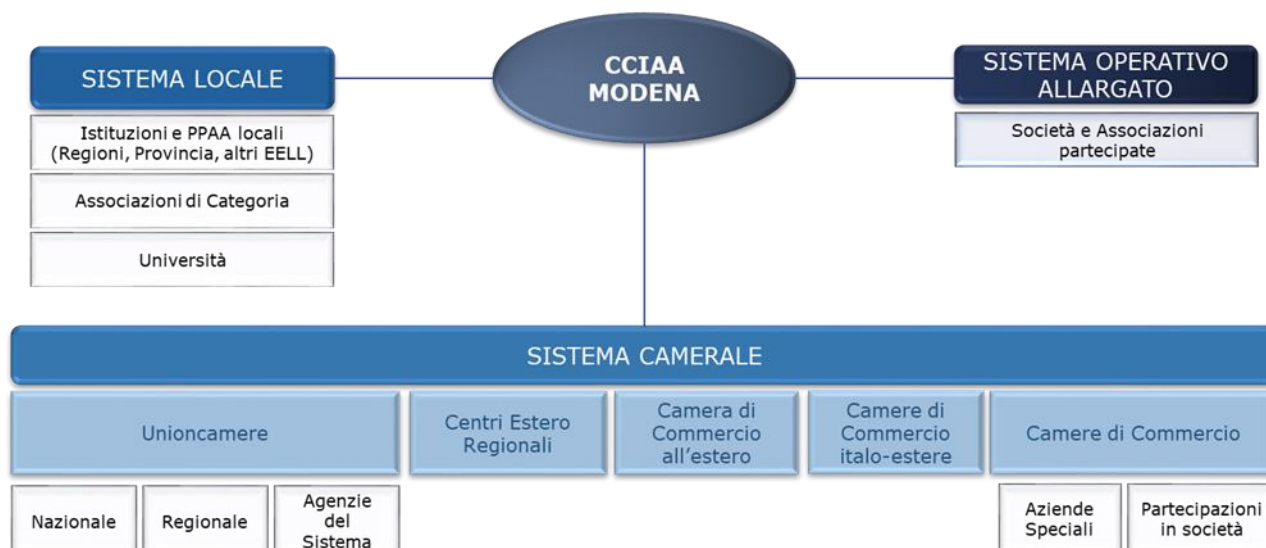 CCIAA
MODENA
SISTEMA LOCALE
Istituzioni e PPAA locali
(Regioni, Provincia, altri EELL)
Associazioni di Categoria
Università
SISTEMA OPERATIVO
ALLARGATO
Società e Associazioni
partecipate
SISTEMA CAMERALE
Unioncamere
Centri Estero
Regionali
Camera di
Commercio
all’estero
Camere di
Commercio
italo-estere
Camere di Commercio
Nazionale
Regionale
Agenzie
del
Sistema
Aziende
Speciali
Partecipazioni
in società